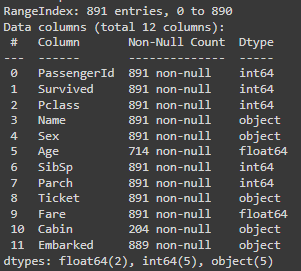 RangeIndex: 891 entries, 0 to 890
Data columns (total 12 columns):
 #   Column       Non-Null Count  Dtype
---  ------       --------------  -----
 0   PassengerId  891 non-null    int64
 1   Survived     891 non-null    int64
 2   Pclass       891 non-null    int64
 3   Name         891 non-null    object
 4   Sex          891 non-null    object
 5   Age          714 non-null    float64
 6   SibSp        891 non-null    int64
 7   Parch        891 non-null    int64
 8   Ticket       891 non-null    object
 9   Fare         891 non-null    float64
 10  Cabin        204 non-null    object
 11  Embarked     889 non-null    object
dtypes: float64(2), int64(5), object(5)